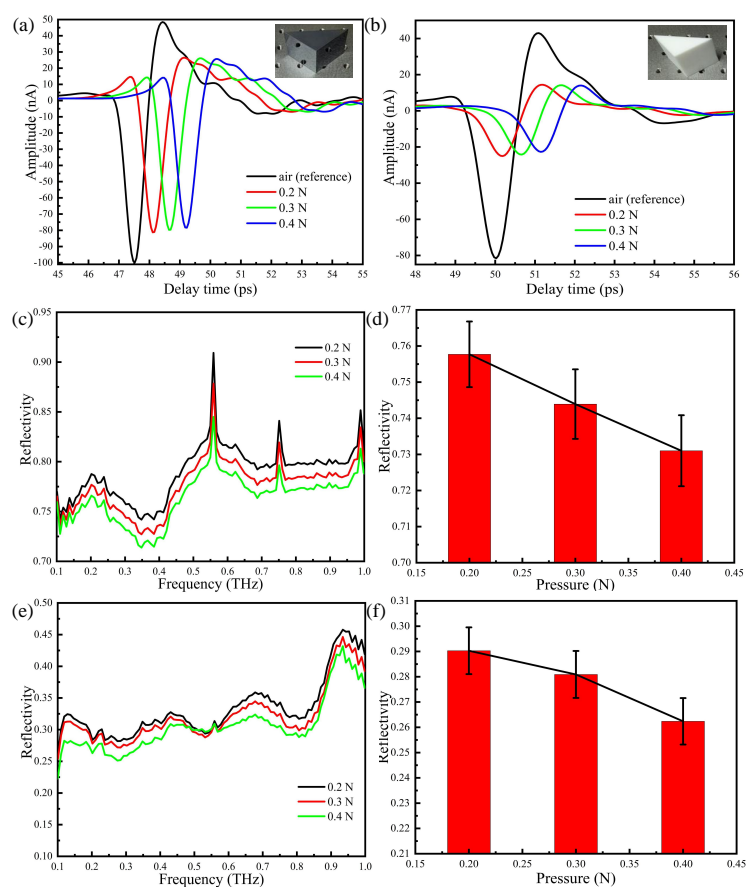 (a)
50
40
30
20
10
0
-10
-20
-30
-40
-50
-60
-70
-80
-90
-100
Amplitude (nA)
air (reference)
0.2 N
0.3 N
0.4 N
45 46 47 48 49 50 51 52 53 54 55
Delay time (ps)
(b)
40
20
0
-20
-40
-60
-80
Amplitude (nA)
air (reference)
0.2 N
0.3 N
0.4 N
48 49 50 51 52 53 54 55 56
Delay time (ps)
(c)
0.95
0.90
0.85
0.80
0.75
0.70
Reflectivity
0.2 N
0.3 N
0.4 N
0.1 0.2 0.3 0.4 0.5 0.6 0.7 0.8 0.9 1.0
Frequency (THz)
(d)
0.77
0.76
0.75
0.74
0.73
0.72
0.71
0.70
Reflectivity
0.15 0.20 0.25 0.30 0.35 0.40 0.45
Pressure (N)
(e)
0.50
0.45
0.40
0.35
0.30
0.25
0.20
0.15
0.10
Reflectivity
0.2 N
0.3 N
0.4 N
0.1 0.2 0.3 0.4 0.5 0.6 0.7 0.8 0.9 1.0
Frequency (THz)
(f)
0.31
0.30
0.29
0.28
0.27
0.26
0.25
0.24
0.23
0.22
0.21
Reflectivity
0.15 0.20 0.25 0.30 0.35 0.40 0.45
Pressure (N)